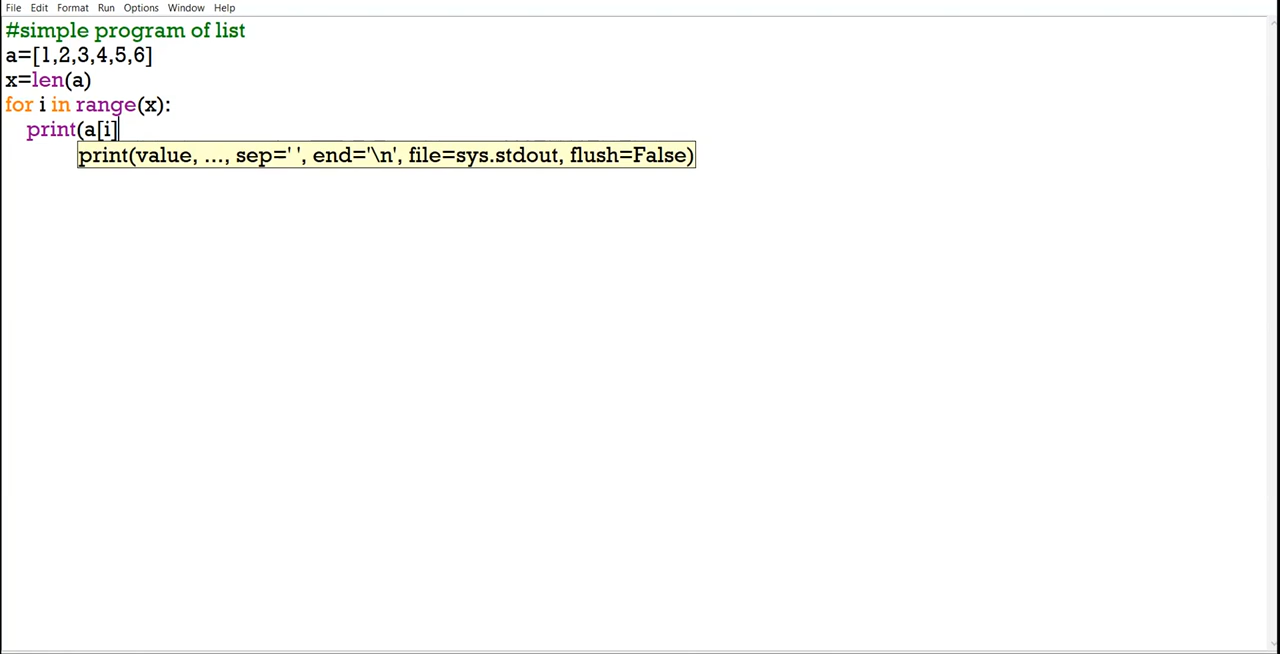 File Edit Format Run Options Window Help
#simple program of list
a=[1,2,3,4,5,6]
x=len(a)
for i in range(x):
    print(a[i]
print(value, ..., sep=' ', end='\n', file=sys.stdout, flush=False)